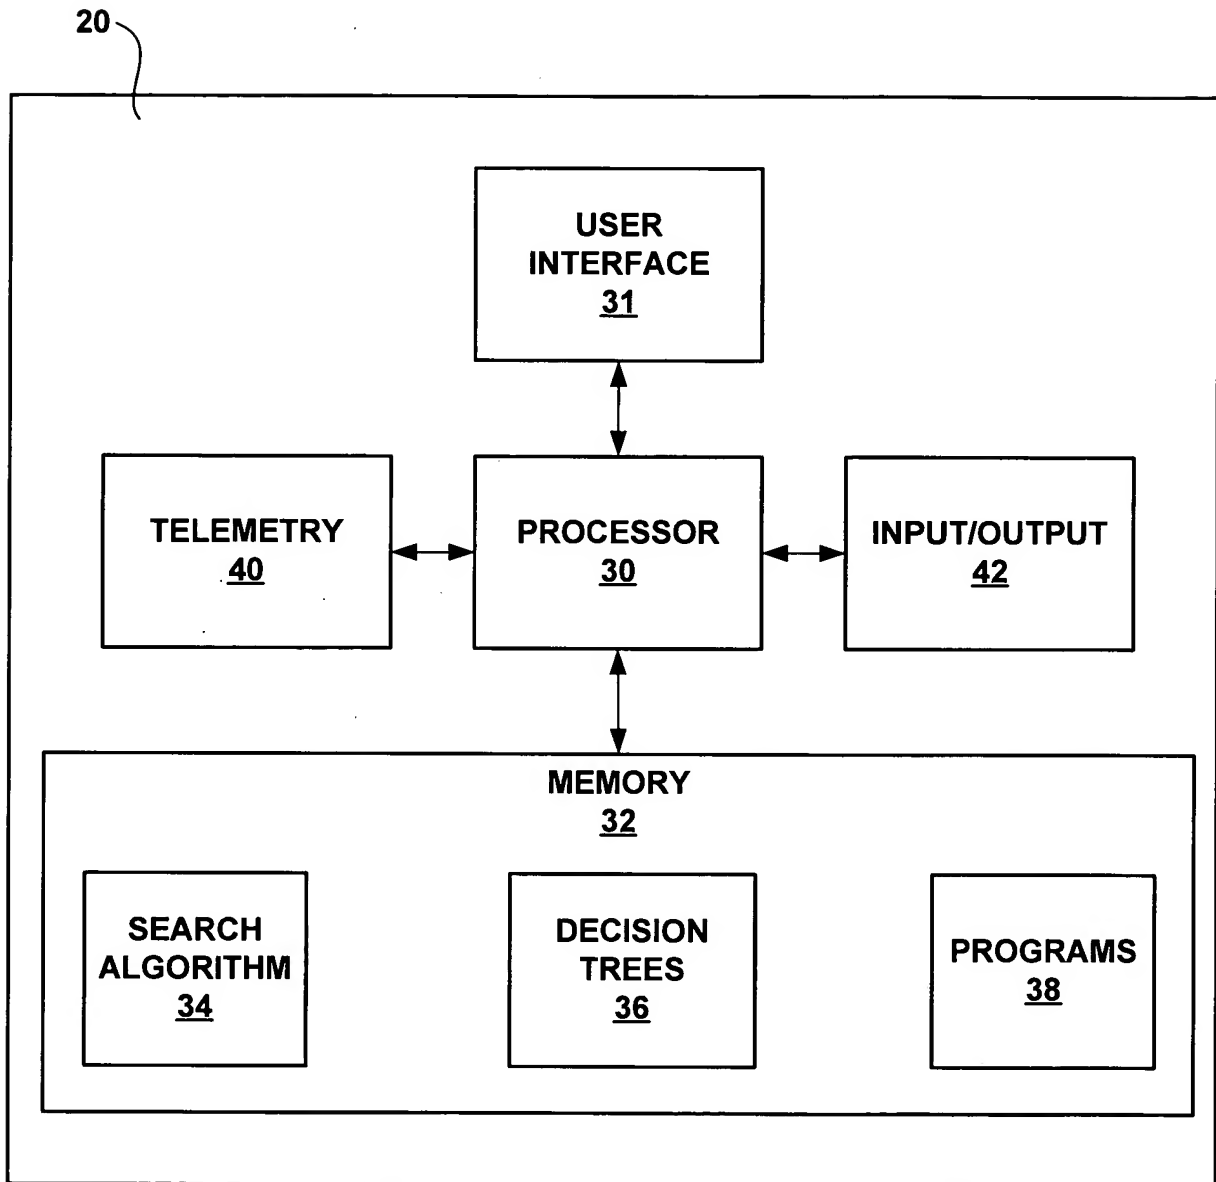 20
USER
INTERFACE
31
TELEMETRY
40
PROCESSOR
30
INPUT/OUTPUT
42
MEMORY
32
SEARCH
ALGORITHM
34
DECISION
TREES
36
PROGRAMS
38